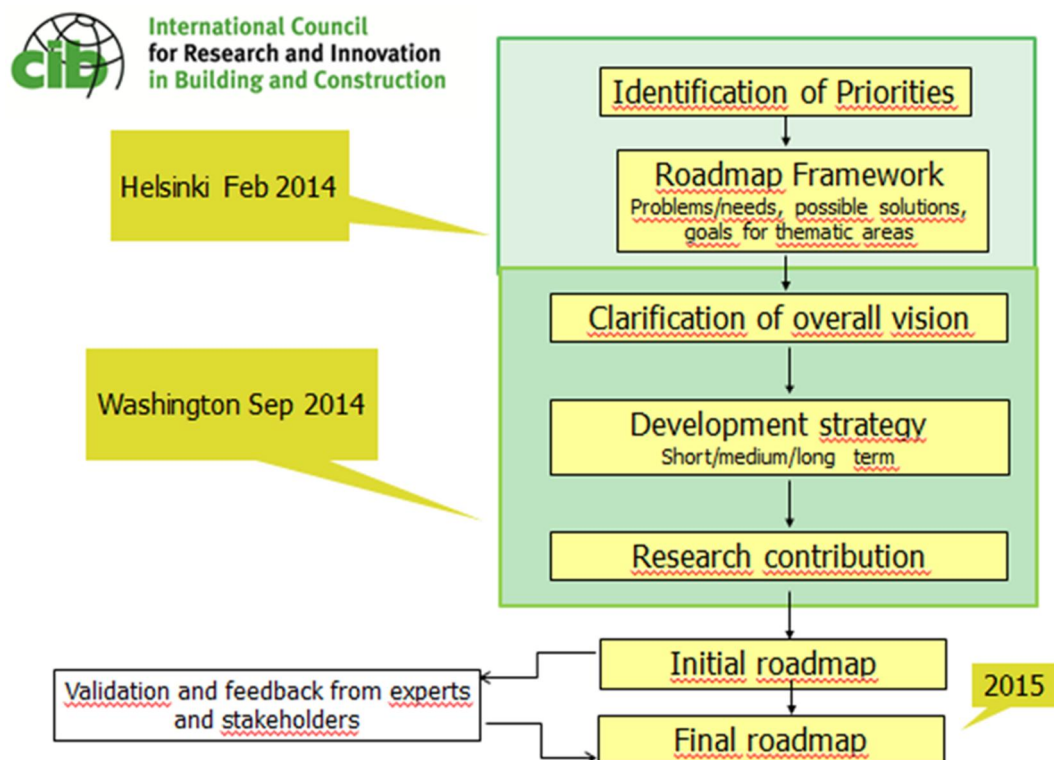 cib
International Council
for Research and Innovation
in Building and Construction
Identification of Priorities
Helsinki Feb 2014
Roadmap Framework
Problems/needs, possible solutions,
goals for thematic areas
Clarification of overall vision
Washington Sep 2014
Development strategy
Short/medium/long term
Research contribution
Initial roadmap
Validation and feedback from experts
and stakeholders
2015
Final roadmap